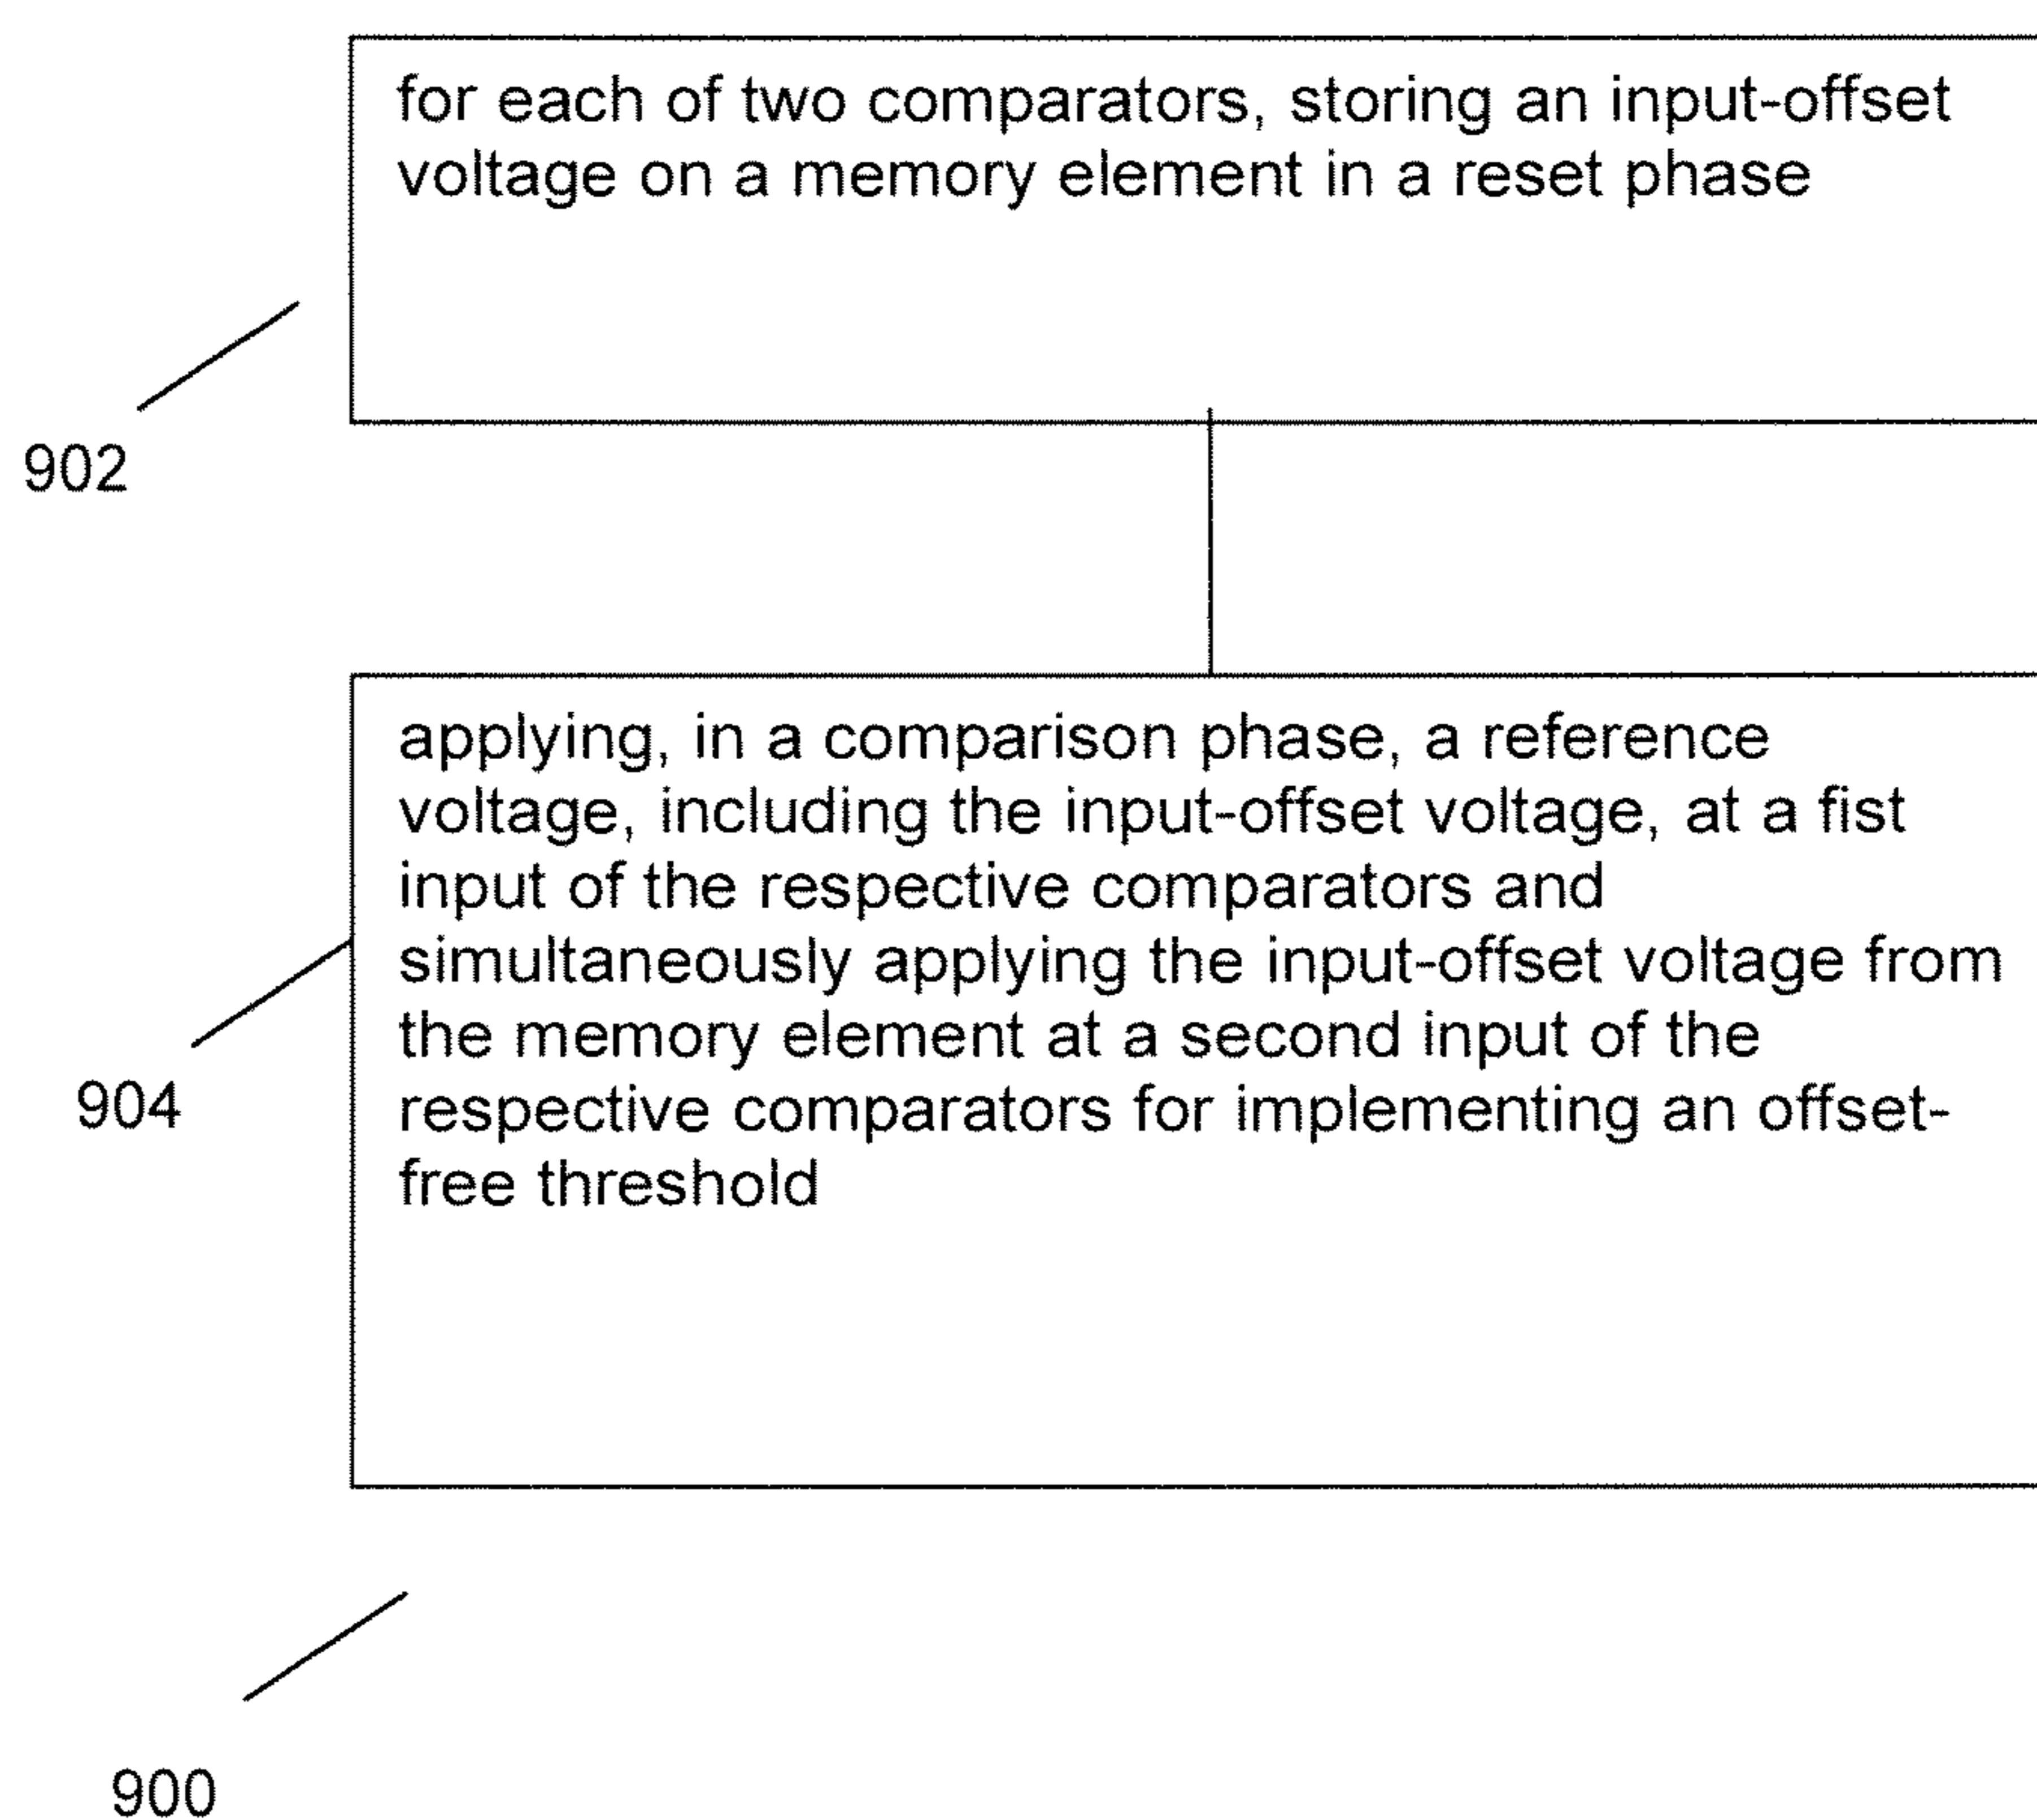 for each of two comparators, storing an input-offset
voltage on a memory element in a reset phase
902
applying, in a comparison phase, a reference
voltage, including the input-offset voltage, at a fist
input of the respective comparators and
simultaneously applying the input-offset voltage from
the memory element at a second input of the
respective comparators for implementing an offset-
free threshold
904
900